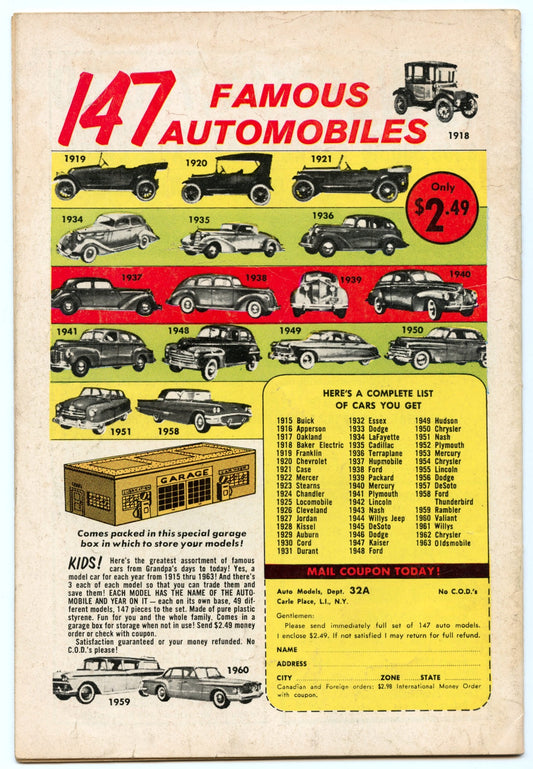 147 FAMOUS
AUTOMOBILES
1918
1919
1920
1921
Only
$2.49
1934
1935
1936
1937
1938
1939
1940
1941
1948
1949
1950
1951
1958
HERE'S A COMPLETE LIST
OF CARS YOU GET
1915 Buick
1916 Apperson
1917 Oakland
1918 Baker Electric
1919 Franklin
1920 Chevrolet
1921 Case
1922 Mercer
1923 Stearns
1924 Chandler
1925 Locomobile
1926 Cleveland
1927 Jordan
1928 Kissel
1929 Auburn
1930 Cord
1931 Durant
1932 Essex
1933 Dodge
1934 LaFayette
1935 Cadillac
1936 Terraplane
1937 Hupmobile
1938 Ford
1939 Packard
1940 Mercury
1941 Plymouth
1942 Lincoln
1943 Nash
1944 Willys Jeep
1945 DeSoto
1946 Dodge
1947 Kaiser
1948 Ford
1949 Hudson
1950 Chrysler
1951 Nash
1952 Plymouth
1953 Mercury
1954 Chrysler
1955 Lincoln
1956 Dodge
1957 DeSoto
1958 Ford
Thunderbird
1959 Rambler
1960 Valiant
1961 Willys
1962 Chrysler
1963 Oldsmobile
GARAGE
Comes packed in this special garage
box in which to store your models!
KIDS! Here's the greatest assortment of famous
cars from Grandpa's days to today! Yes, a
model car for each year from 1915 thru 1963! And there's
3 each of each model so that you can trade them and
save them! EACH MODEL HAS THE NAME OF THE AUTO-
MOBILE AND YEAR ON IT — each on its own base, 49 dif-
ferent models, 147 pieces to the set. Made of pure plastic
styrene. Fun for you and the whole family. Comes in a
garage box for storage when not in use! Send $2.49 money
order or check with coupon.
Satisfaction guaranteed or your money refunded. No
C.O.D.'s please!
1959
1960
MAIL COUPON TODAY!
Auto Models, Dept. 32A No C.O.D.'s
Carle Place, L.I., N.Y.
Gentlemen:
Please send immediately full set of 147 auto models.
I enclose $2.49. If not satisfied I may return for full refund.
NAME
ADDRESS
CITY ZONE STATE
Canadian and Foreign orders: $2.98 International Money Order
with coupon.